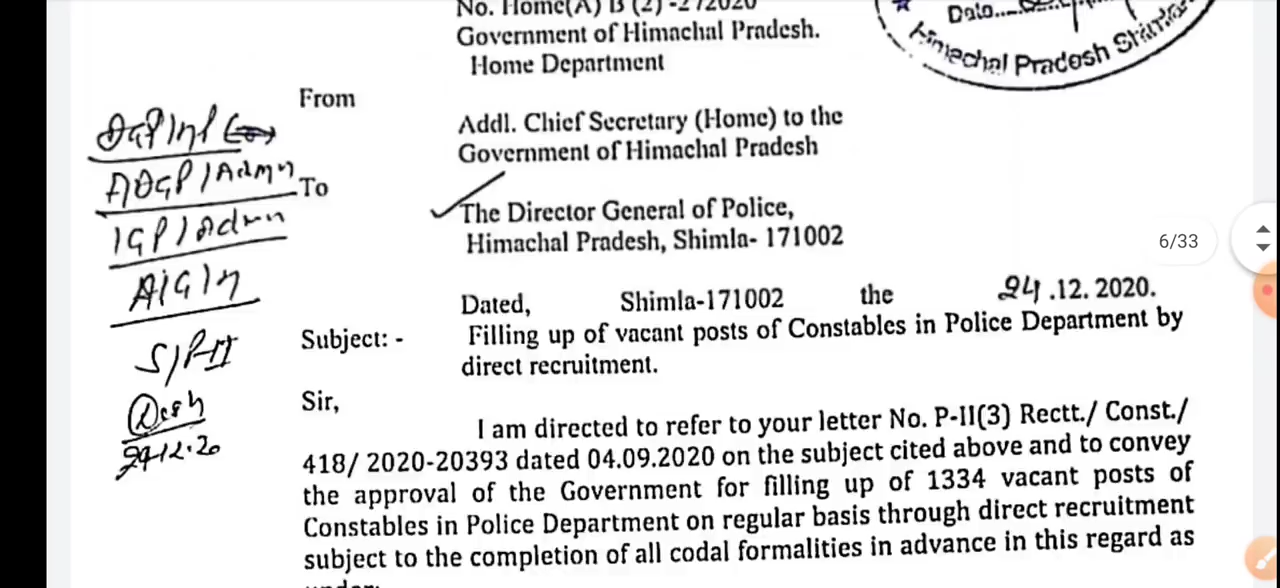 No. Home(A) B (2) -2 /2020
Government of Himachal Pradesh.
Home Department
Date
Himachal Pradesh Shimla
From
Addl. Chief Secretary (Home) to the
Government of Himachal Pradesh
ADGP/Admn
To
The Director General of Police,
IGP/Admn
Himachal Pradesh, Shimla- 171002
6/33
Dated, Shimla-171002 the 24.12.2020.
Subject: - Filling up of vacant posts of Constables in Police Department by
direct recruitment.
Sir,
I am directed to refer to your letter No. P-II(3) Rectt./ Const./
418/ 2020-20393 dated 04.09.2020 on the subject cited above and to convey
the approval of the Government for filling up of 1334 vacant posts of
Constables in Police Department on regular basis through direct recruitment
subject to the completion of all codal formalities in advance in this regard as
under